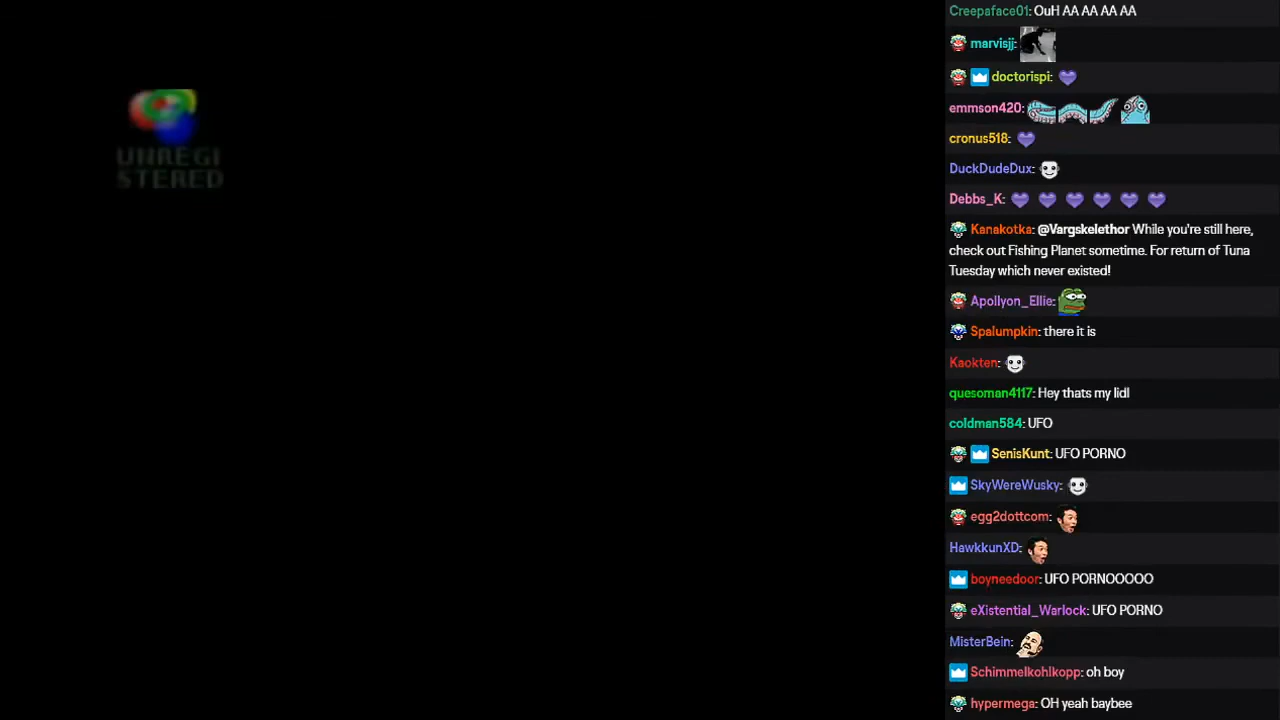 UNREGI
STERED
Creepaface01: OuH AA AA AA AA
marvisjj:
doctorispi:
emmson420:
cronus518:
DuckDudeDux:
Debbs_K:
Kanakotka: @Vargskelethor While you're still here,
check out Fishing Planet sometime. For return of Tuna
Tuesday which never existed!
Apollyon_Ellie:
Spalumpkin: there it is
Kaokten:
quesoman4117: Hey thats my lidl
coldman584: UFO
SenisKunt: UFO PORNO
SkyWereWusky:
egg2dottcom:
HawkkunXD:
boyneedoor: UFO PORNOOOOO
eXistential_Warlock: UFO PORNO
MisterBein:
Schimmelkohlkopp: oh boy
hypermega: OH yeah baybee